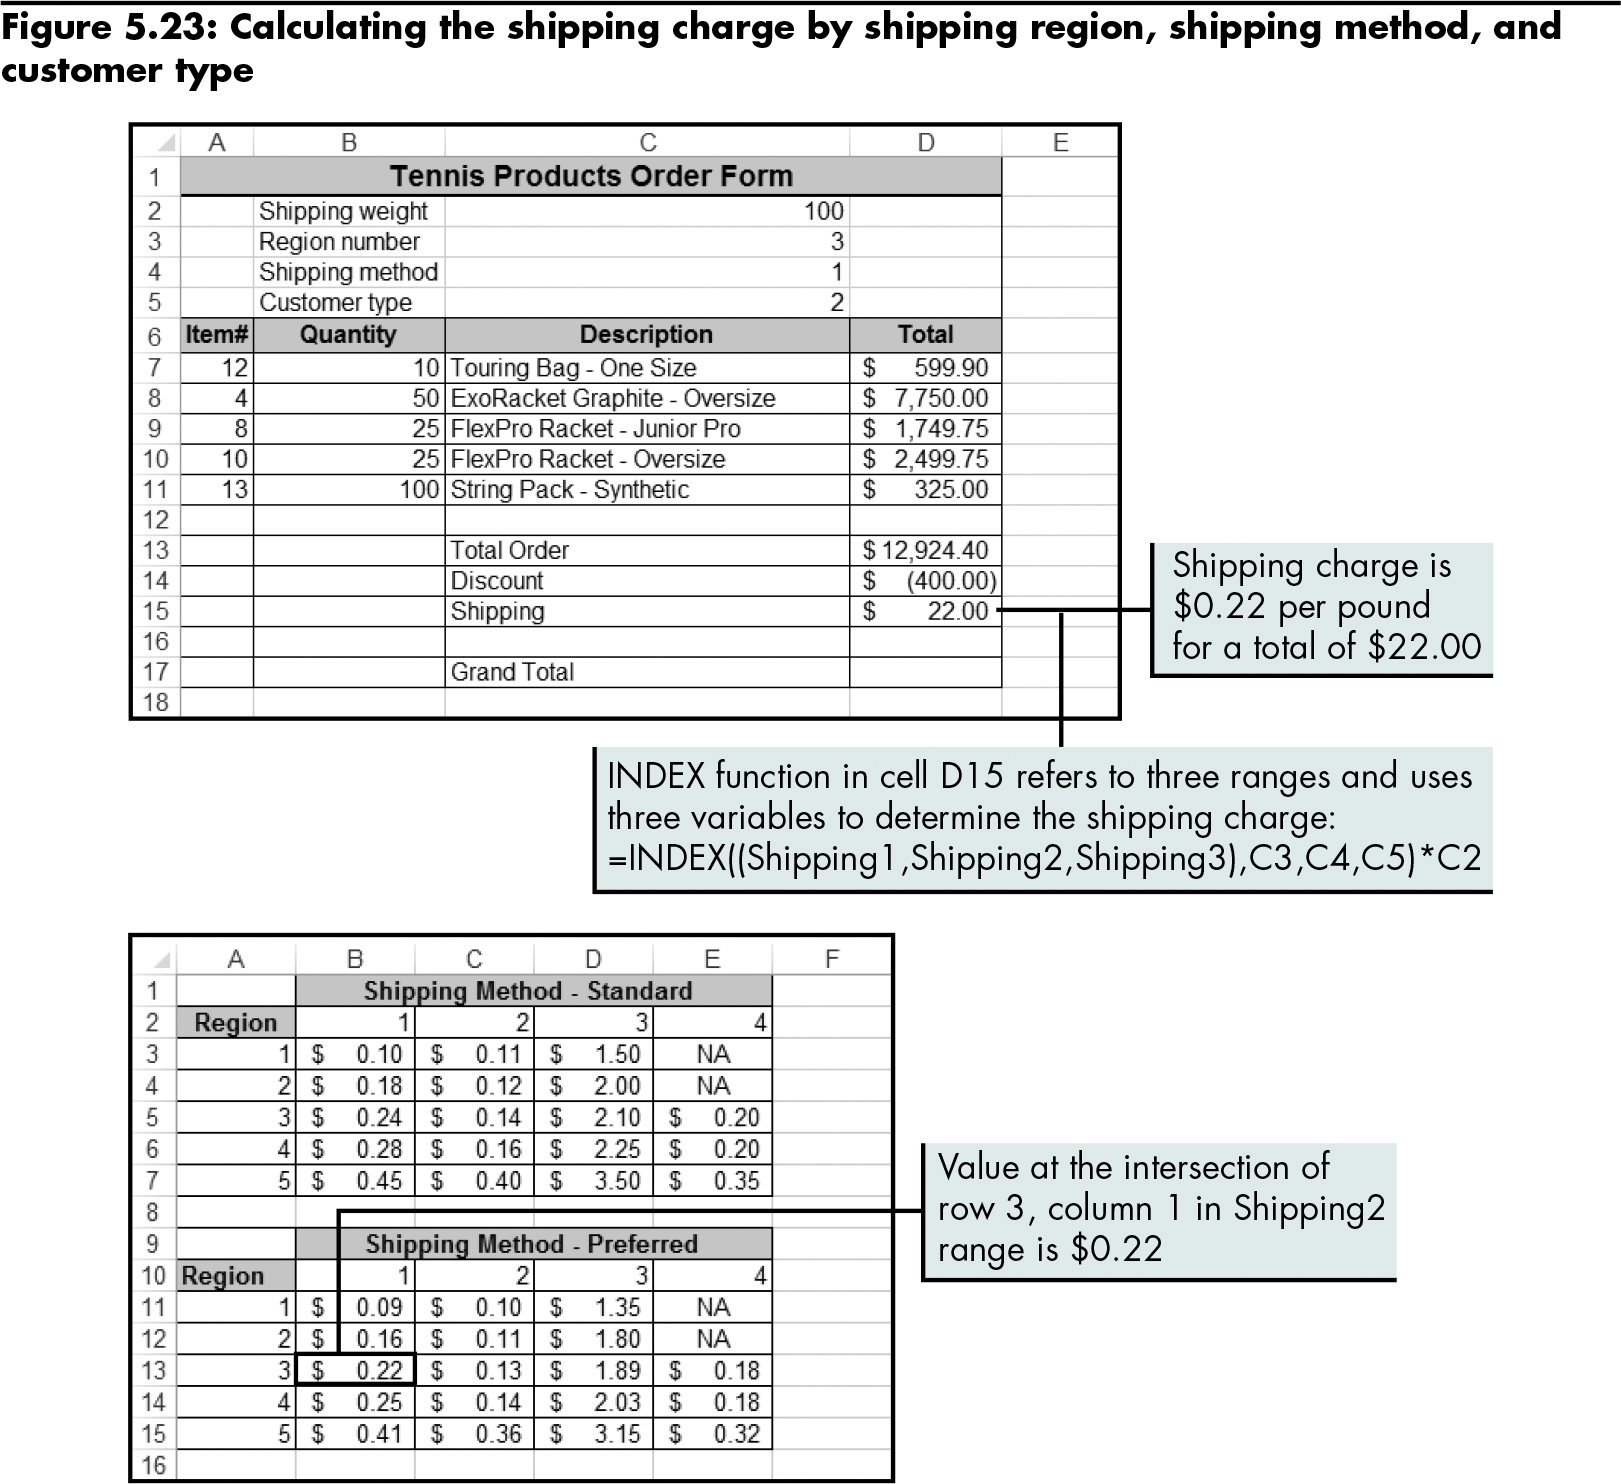 Figure 5.23: Calculating the shipping charge by shipping region, shipping method, and
customer type
A B C D E
1 Tennis Products Order Form
2 Shipping weight 100
3 Region number 3
4 Shipping method 1
5 Customer type 2
6 Item# Quantity Description Total
7 12 10 Touring Bag - One Size $ 599.90
8 4 50 ExoRacket Graphite - Oversize $ 7,750.00
9 8 25 FlexPro Racket - Junior Pro $ 1,749.75
10 10 25 FlexPro Racket - Oversize $ 2,499.75
11 13 100 String Pack - Synthetic $ 325.00
12
13 Total Order $ 12,924.40
14 Discount $ (400.00)
15 Shipping $ 22.00
16
17 Grand Total
18
Shipping charge is
$0.22 per pound
for a total of $22.00
INDEX function in cell D15 refers to three ranges and uses
three variables to determine the shipping charge:
=INDEX((Shipping1,Shipping2,Shipping3),C3,C4,C5)*C2
A B C D E F
1 Shipping Method - Standard
2 Region 1 2 3 4
3 1 $ 0.10 $ 0.11 $ 1.50 NA
4 2 $ 0.18 $ 0.12 $ 2.00 NA
5 3 $ 0.24 $ 0.14 $ 2.10 $ 0.20
6 4 $ 0.28 $ 0.16 $ 2.25 $ 0.20
7 5 $ 0.45 $ 0.40 $ 3.50 $ 0.35
8
9 Shipping Method - Preferred
10 Region 1 2 3 4
11 1 $ 0.09 $ 0.10 $ 1.35 NA
12 2 $ 0.16 $ 0.11 $ 1.80 NA
13 3 $ 0.22 $ 0.13 $ 1.89 $ 0.18
14 4 $ 0.25 $ 0.14 $ 2.03 $ 0.18
15 5 $ 0.41 $ 0.36 $ 3.15 $ 0.32
16
Value at the intersection of
row 3, column 1 in Shipping2
range is $0.22